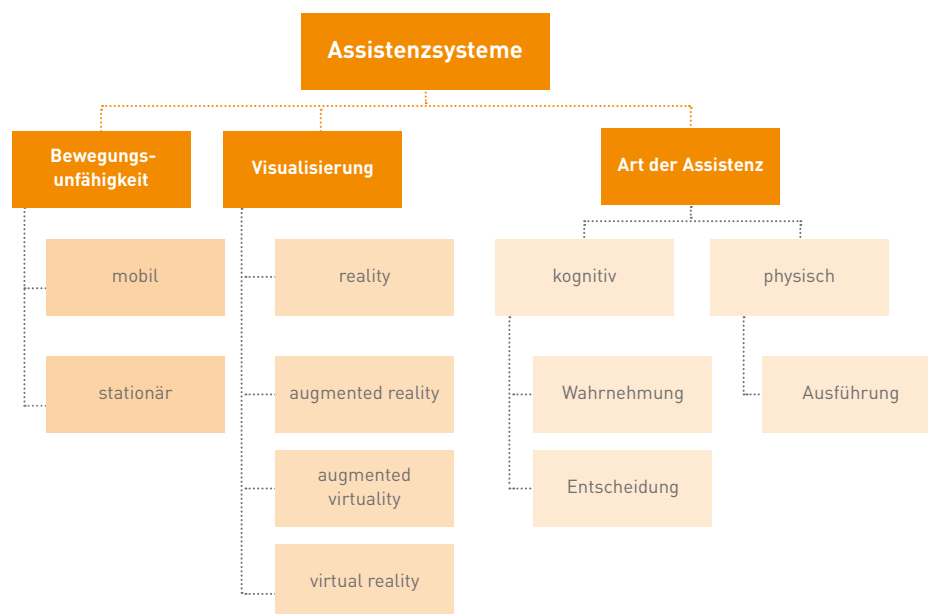 Assistenzsysteme
Bewegungs-
unfähigkeit
Visualisierung
Art der Assistenz
mobil
reality
kognitiv
physisch
stationär
augmented reality
Wahrnehmung
Ausführung
augmented
virtuality
Entscheidung
virtual reality